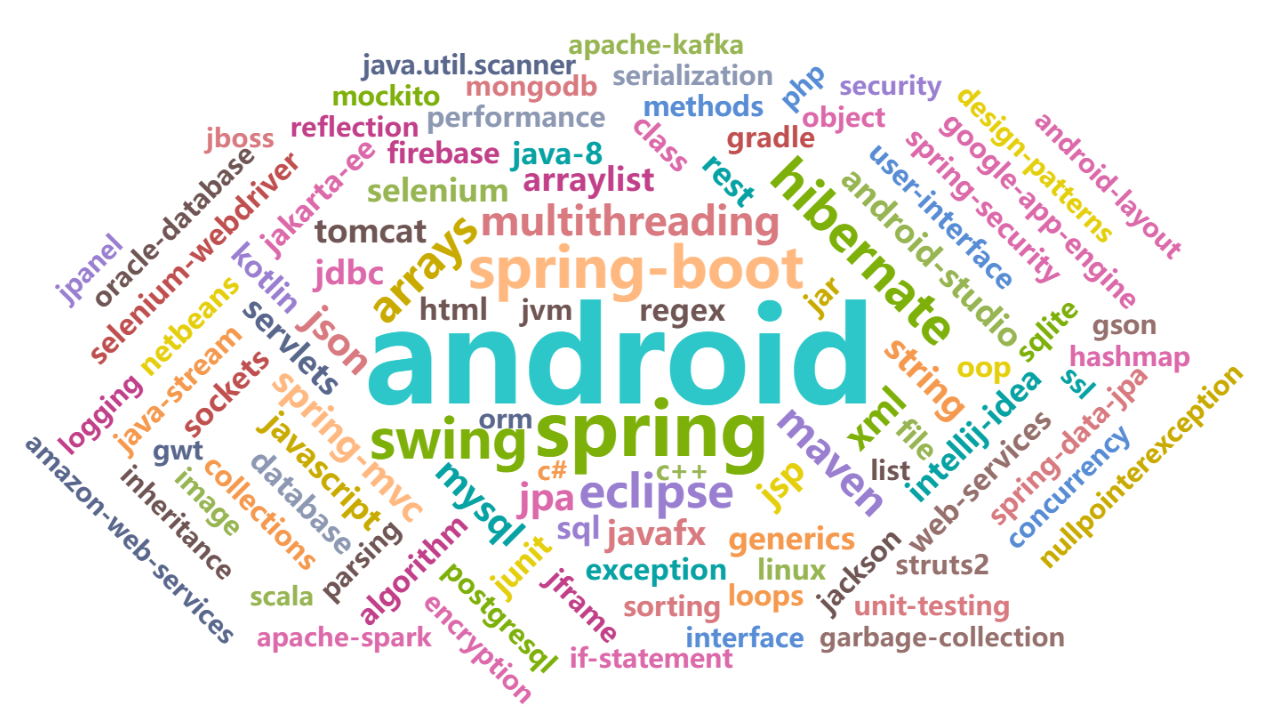 apache-kafka
java.util.scanner
serialization
php
security
mongodb
mockito
methods
design-patterns
android-layout
performance
object
google-app-engine
reflection
jboss
class
gradle
spring-security
jakarta-ee
firebase
java-8
user-interface
oracle-database
selenium-webdriver
selenium
arraylist
rest
hibernate
android-studio
jpanel
kotlin
tomcat
arrays
multithreading
jdbc
spring-boot
jar
netbeans
servlets
json
html
jvm
regex
sqlite
gson
android
string
oop
hashmap
logging
java-stream
sockets
spring-mvc
intellij-idea
ssl
spring-data-jpa
nullpointerexception
orm
xml
file
amazon-web-services
gwt
javascript
swing
spring
maven
web-services
concurrency
inheritance
image
collections
database
mysql
c#
c++
jsp
list
jpa
eclipse
parsing
algorithm
sql
javafx
generics
junit
exception
linux
jackson
struts2
scala
postgresql
jframe
sorting
loops
unit-testing
apache-spark
encryption
interface
garbage-collection
if-statement